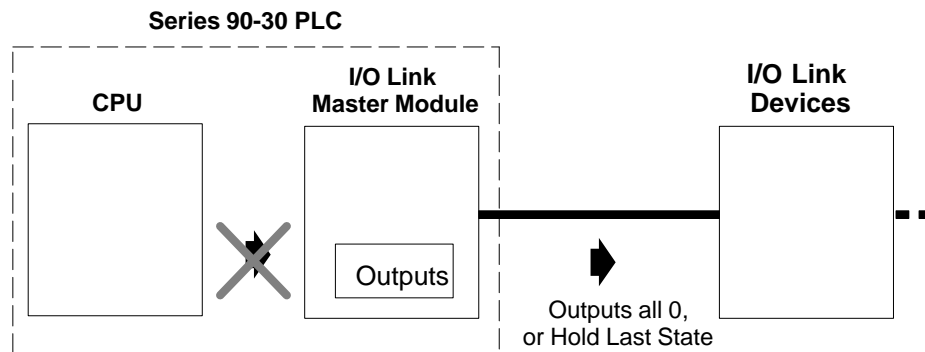 Series 90-30 PLC
CPU
I/O Link
Master Module
I/O Link
Devices
Outputs
Outputs all 0,
or Hold Last State